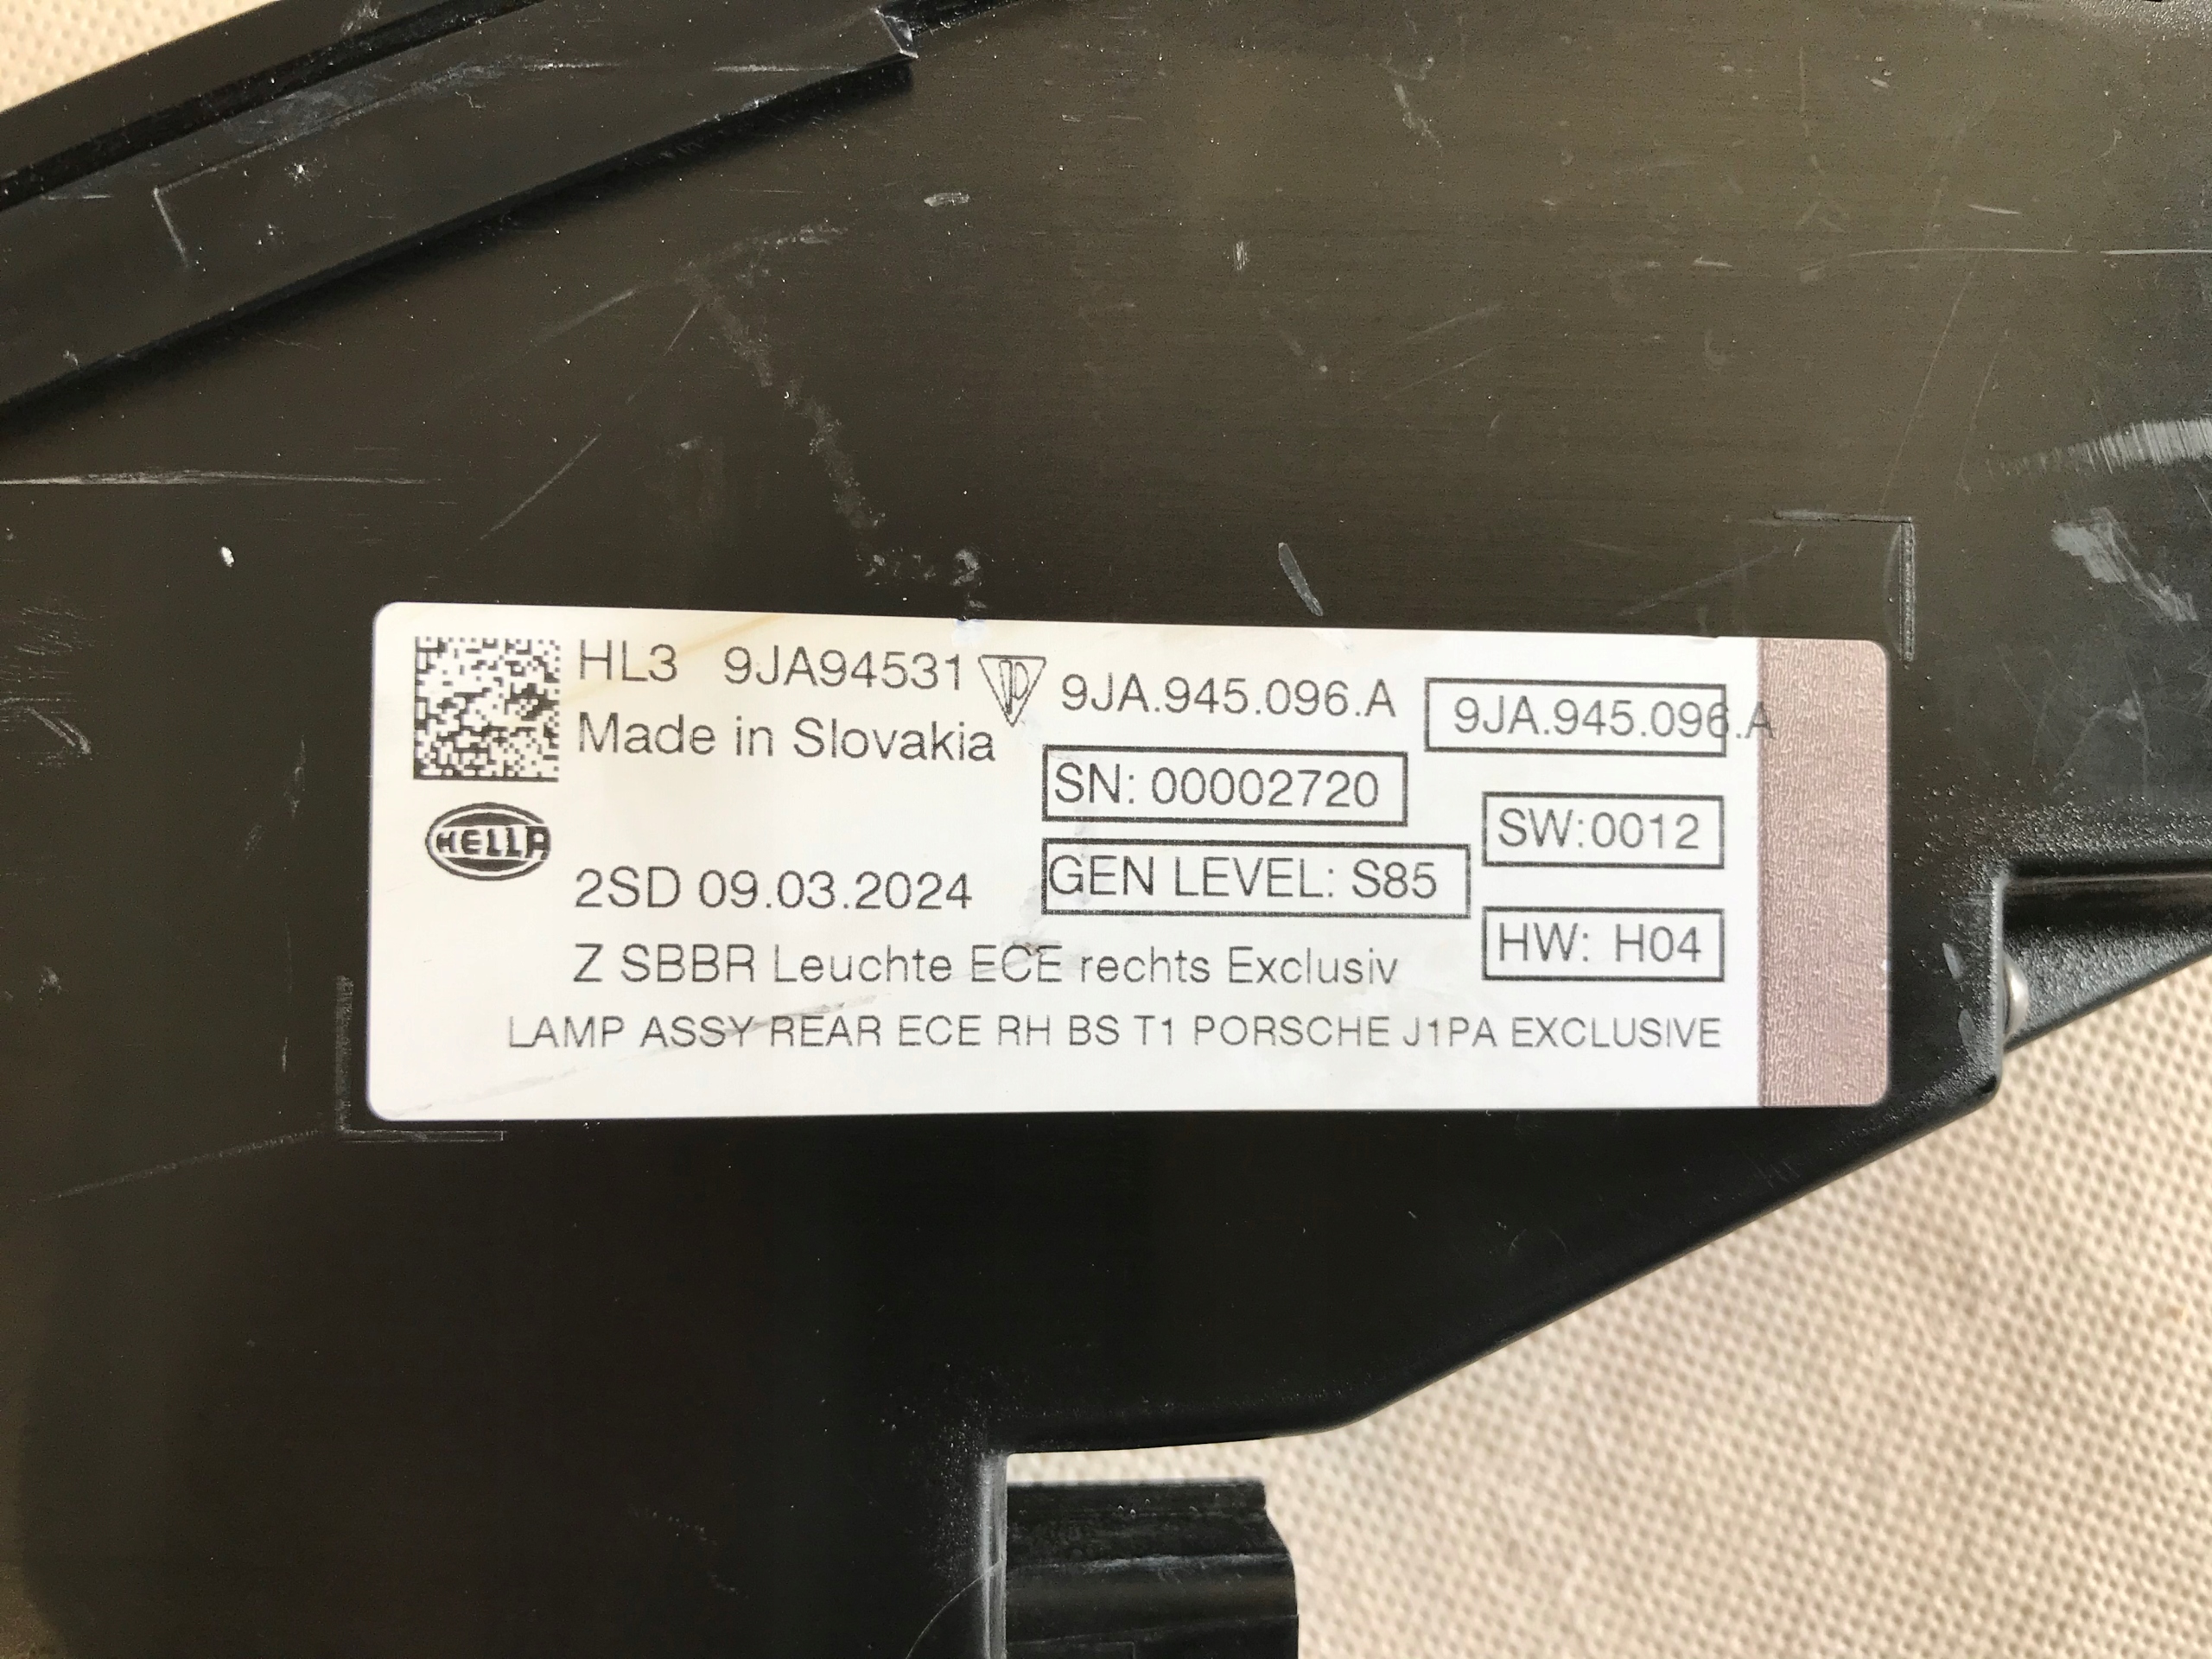 HL3 9JA94531 9JA.945.096.A 9JA.945.096.A
Made in Slovakia
SN: 00002720
SW:0012
HELLA
2SD 09.03.2024
GEN LEVEL: S85
HW: H04
Z SBBR Leuchte ECE rechts Exclusiv
LAMP ASSY REAR ECE RH BS T1 PORSCHE J1PA EXCLUSIVE